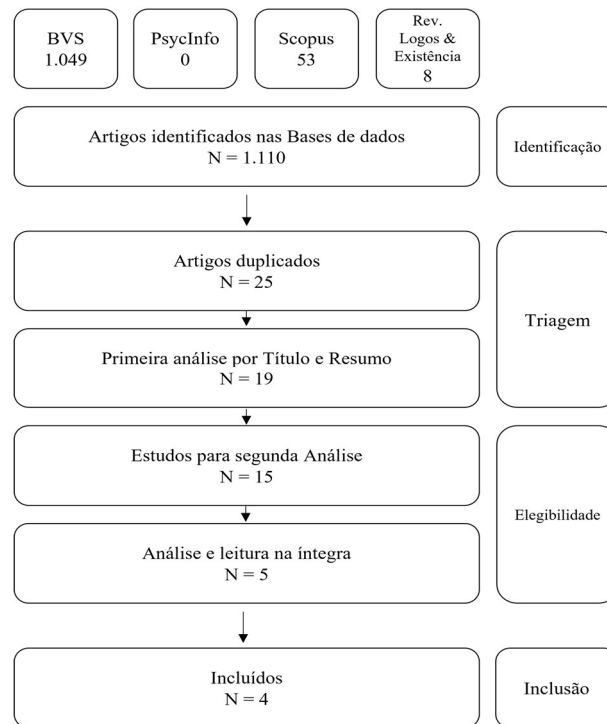 BVS
1.049
PsycInfo
0
Scopus
53
Rev.
Logos &
Existência
8
Artigos identificados nas Bases de dados
N = 1.110
Identificação
Artigos duplicados
N = 25
Triagem
Primeira análise por Título e Resumo
N = 19
Estudos para segunda Análise
N = 15
Elegibilidade
Análise e leitura na íntegra
N = 5
Incluídos
N = 4
Inclusão